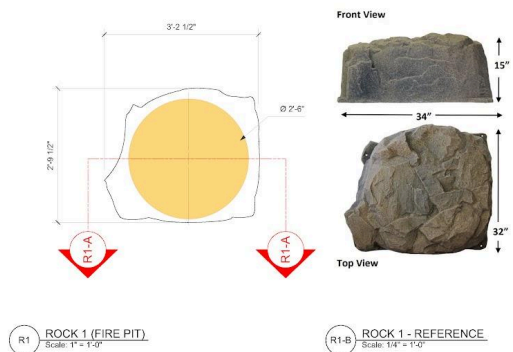 3'-2 1/2"
2'-9 1/2"
Ø 2'-6"
R1-A
R1-A
R1
ROCK 1 (FIRE PIT)
Scale: 1" = 1'-0"
Front View
15"
34"
32"
Top View
R1-B
ROCK 1 - REFERENCE
Scale: 1/4" = 1'-0"